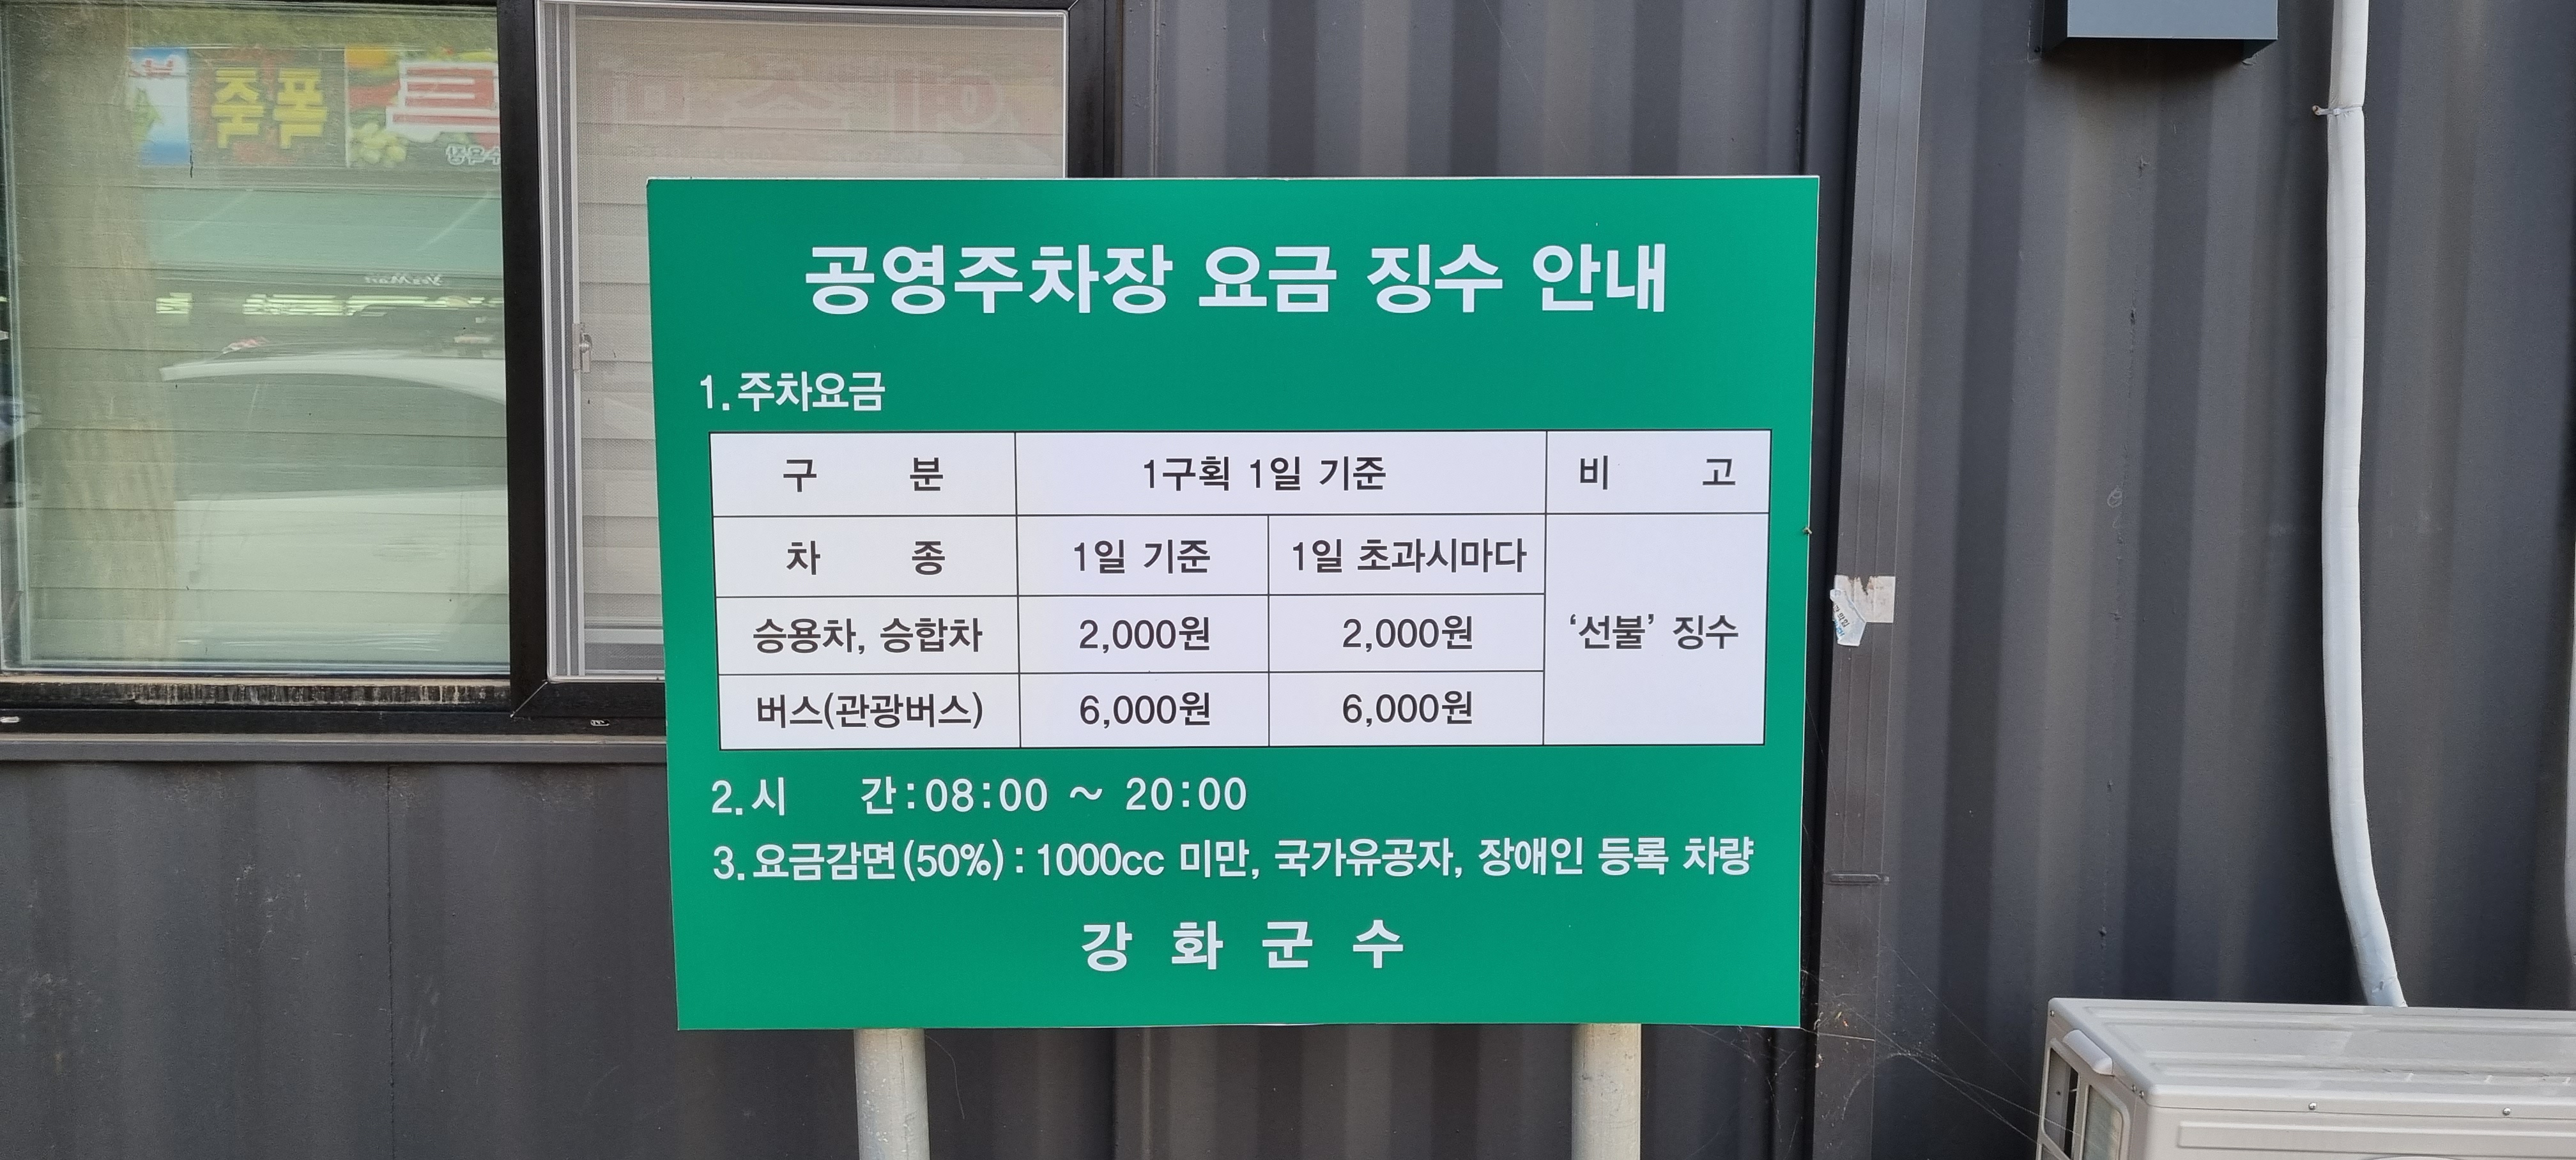 폭축
YesMan
공영주차장 요금 징수 안내
1. 주차요금
구 분 1구획 1일 기준 비 고
차 종 1일 기준 1일 초과시마다
승용차, 승합차 2,000원 2,000원 '선불' 징수
버스(관광버스) 6,000원 6,000원
2. 시 간 : 08:00 ~ 20:00
3. 요금감면(50%) : 1000cc 미만, 국가유공자, 장애인 등록 차량
강 화 군 수